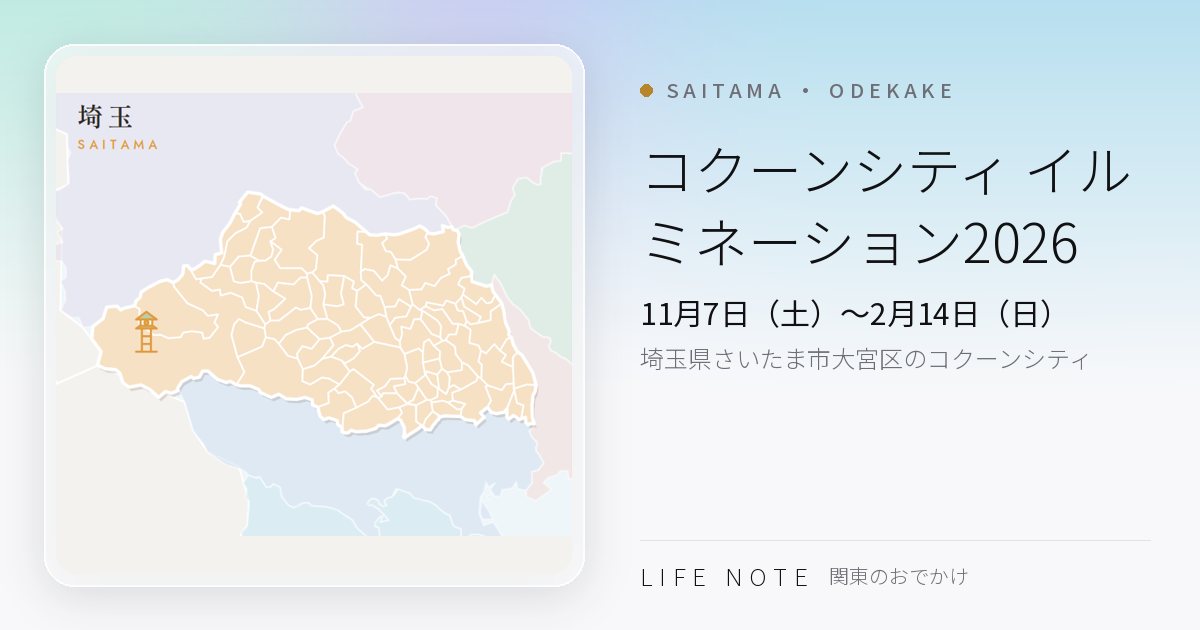 埼玉
SAITAMA
SAITAMA ・ ODEKAKE
コクーンシティ イル
ミネーション2026
11月7日（土）〜2月14日（日）
埼玉県さいたま市大宮区のコクーンシティ
LIFE NOTE 関東のおでかけ